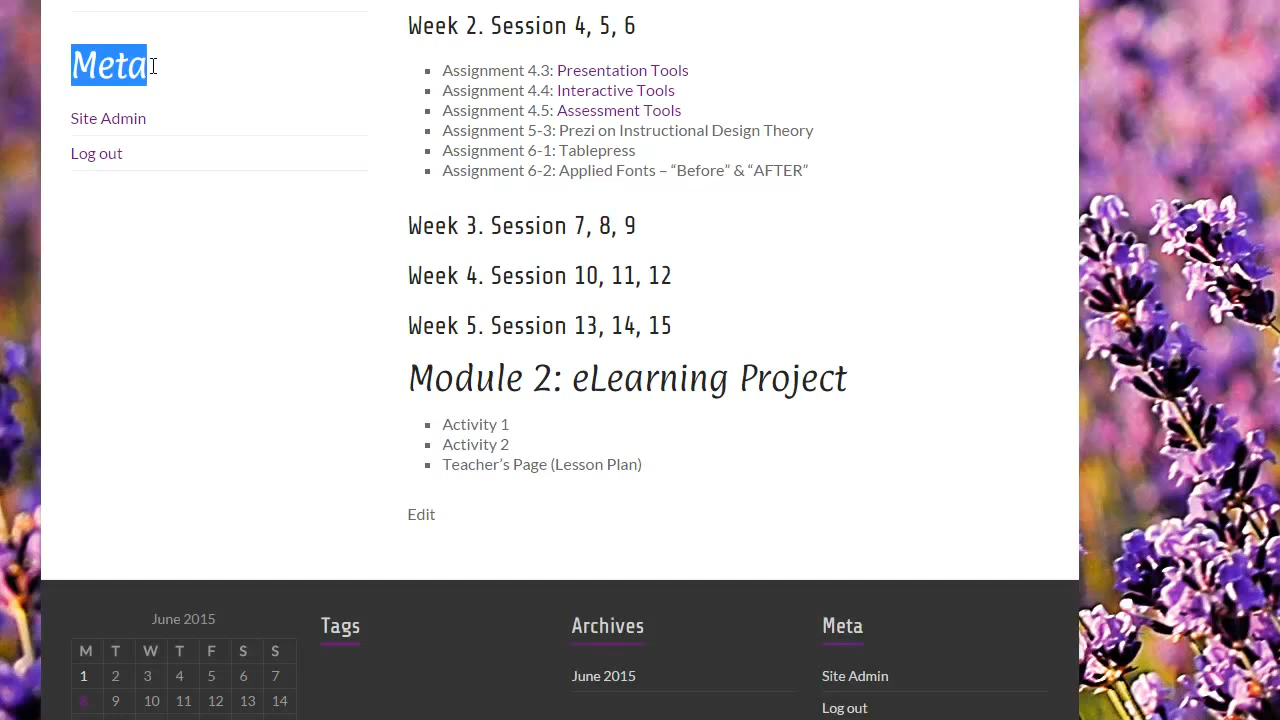 Meta
Site Admin
Log out
Week 2. Session 4, 5, 6
Assignment 4.3: Presentation Tools
Assignment 4.4: Interactive Tools
Assignment 4.5: Assessment Tools
Assignment 5-3: Prezi on Instructional Design Theory
Assignment 6-1: Tablepress
Assignment 6-2: Applied Fonts – “Before” & “AFTER”
Week 3. Session 7, 8, 9
Week 4. Session 10, 11, 12
Week 5. Session 13, 14, 15
Module 2: eLearning Project
Activity 1
Activity 2
Teacher’s Page (Lesson Plan)
Edit
June 2015
M T W T F S S
1 2 3 4 5 6 7
8 9 10 11 12 13 14
Tags
Archives
June 2015
Meta
Site Admin
Log out